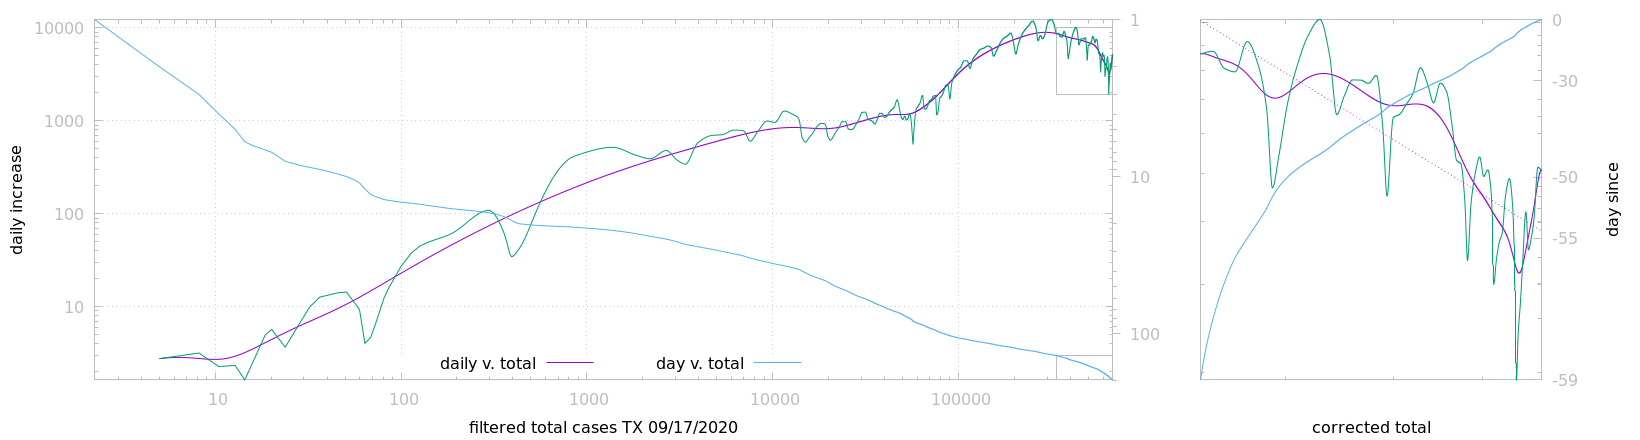 10000
1000
100
10
daily increase
10
100
1000
10000
100000
filtered total cases TX 09/17/2020
daily v. total
day v. total
1
10
100
0
-30
-50
-55
-59
day since
corrected total